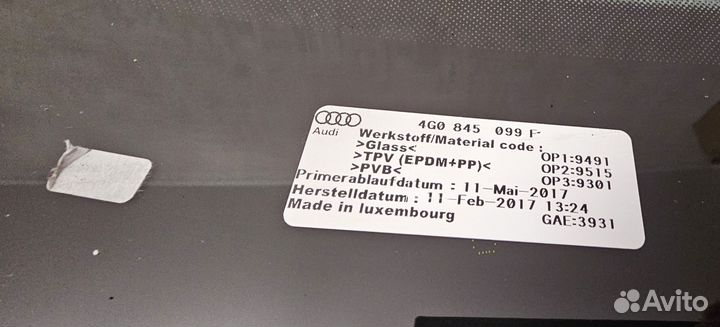 4G0 845 099 F
Audi
Werkstoff/Material code :
>Glass< OP1:9491
>TPV (EPDM+PP)< OP2:9515
>PVB< OP3:9301
Primerablaufdatum : 11-Mai-2017
Herstelldatum : 11-Feb-2017 13:24
Made in luxembourg GAE:3931
Avito